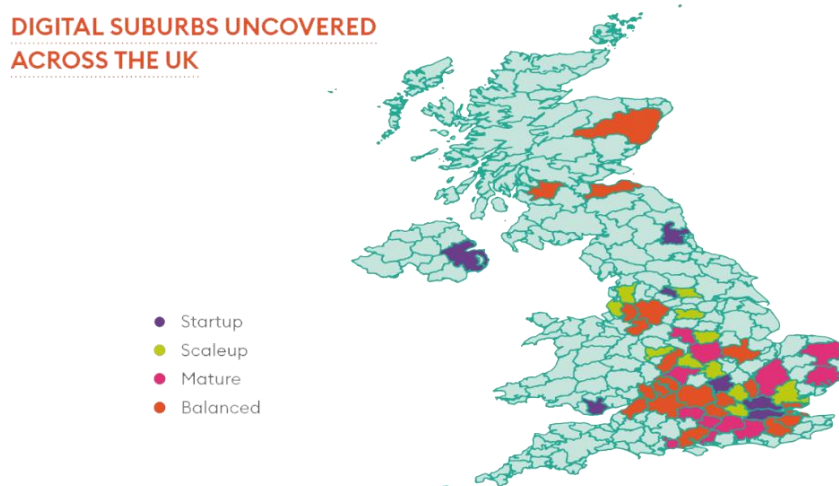 DIGITAL SUBURBS UNCOVERED
ACROSS THE UK
Startup
Scaleup
Mature
Balanced